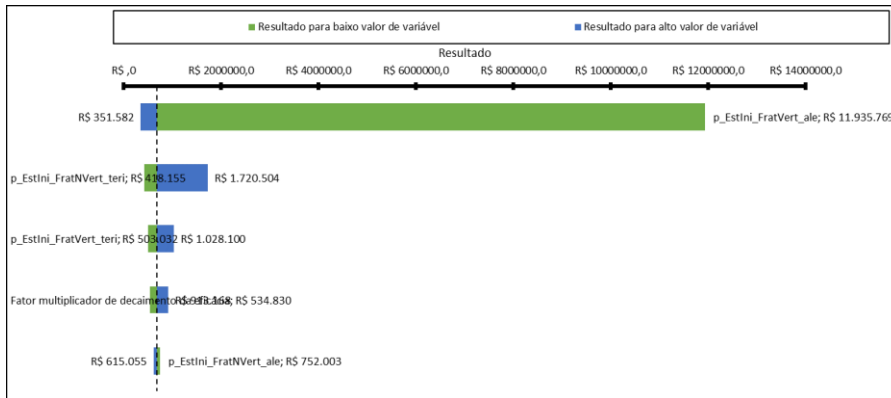 Resultado para baixo valor de variável
Resultado para alto valor de variável
Resultado
R$ ,0 R$ 2000000,0 R$ 4000000,0 R$ 6000000,0 R$ 8000000,0 R$ 10000000,0 R$ 12000000,0 R$ 14000000,0
R$ 351.582
p_EstIni_FratVert_ale; R$ 11.935.769
p_EstIni_FratNVert_teri; R$ 418.155
R$ 1.720.504
p_EstIni_FratVert_teri; R$ 503.032
R$ 1.028.100
Fator multiplicador de decaimento R$ 534.830
R$ 615.055
p_EstIni_FratNVert_ale; R$ 752.003